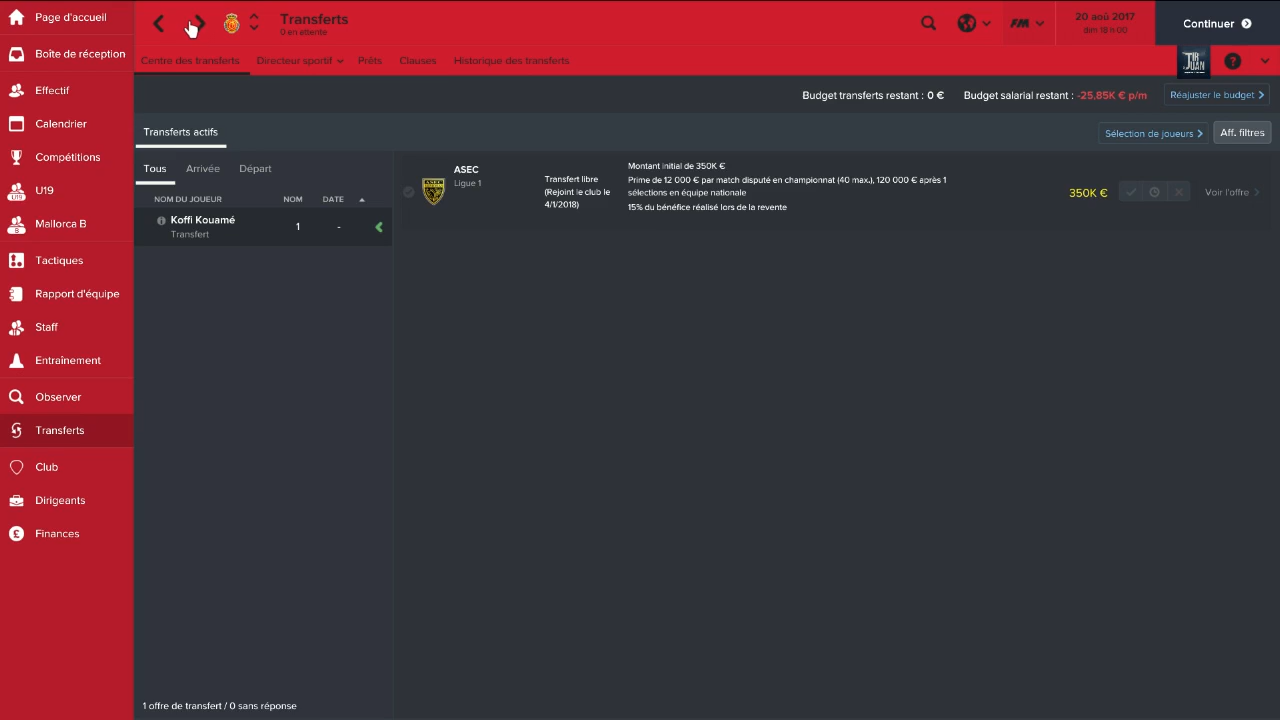 Page d'accueil
Boîte de réception
Effectif
Calendrier
Compétitions
U19
U19
Mallorca B
B
Tactiques
Rapport d'équipe
Staff
Entraînement
Observer
Transferts
Club
Dirigeants
Finances
Transferts
0 en attente
FM
20 aoû 2017
dim 18 h 00
Continuer
Centre des transferts
Directeur sportif
Prêts
Clauses
Historique des transferts
Budget transferts restant : 0 €
Budget salarial restant : -25,85K € p/m
Réajuster le budget
Transferts actifs
Sélection de joueurs
Aff. filtres
Tous
Arrivée
Départ
NOM DU JOUEUR
NOM
DATE
Koffi Kouamé
Transfert
1
-
ASEC
Ligue 1
Transfert libre
(Rejoint le club le
4/1/2018)
Montant initial de 350K €
Prime de 12 000 € par match disputé en championnat (40 max.), 120 000 € après 1
sélections en équipe nationale
15% du bénéfice réalisé lors de la revente
350K €
Voir l'offre
1 offre de transfert / 0 sans réponse